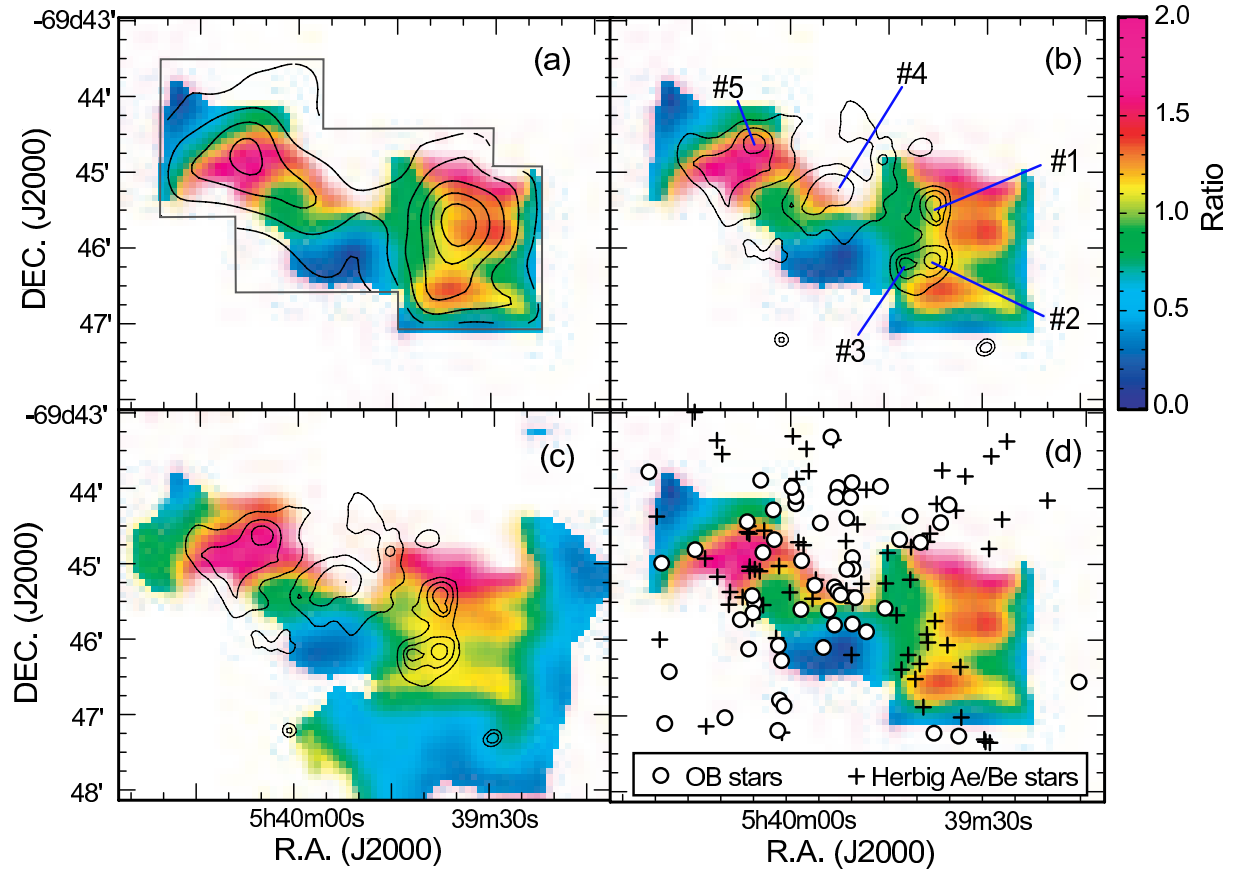 -69d43'
44'
45'
46'
47'
DEC. (J2000)
(a)
(b)
#5
#4
#1
#2
#3
2.0
1.5
1.0
0.5
0.0
Ratio
-69d43'
44'
45'
46'
47'
48'
DEC. (J2000)
(c)
(d)
OB stars
Herbig Ae/Be stars
5h40m00s
39m30s
R.A. (J2000)
5h40m00s
39m30s
R.A. (J2000)